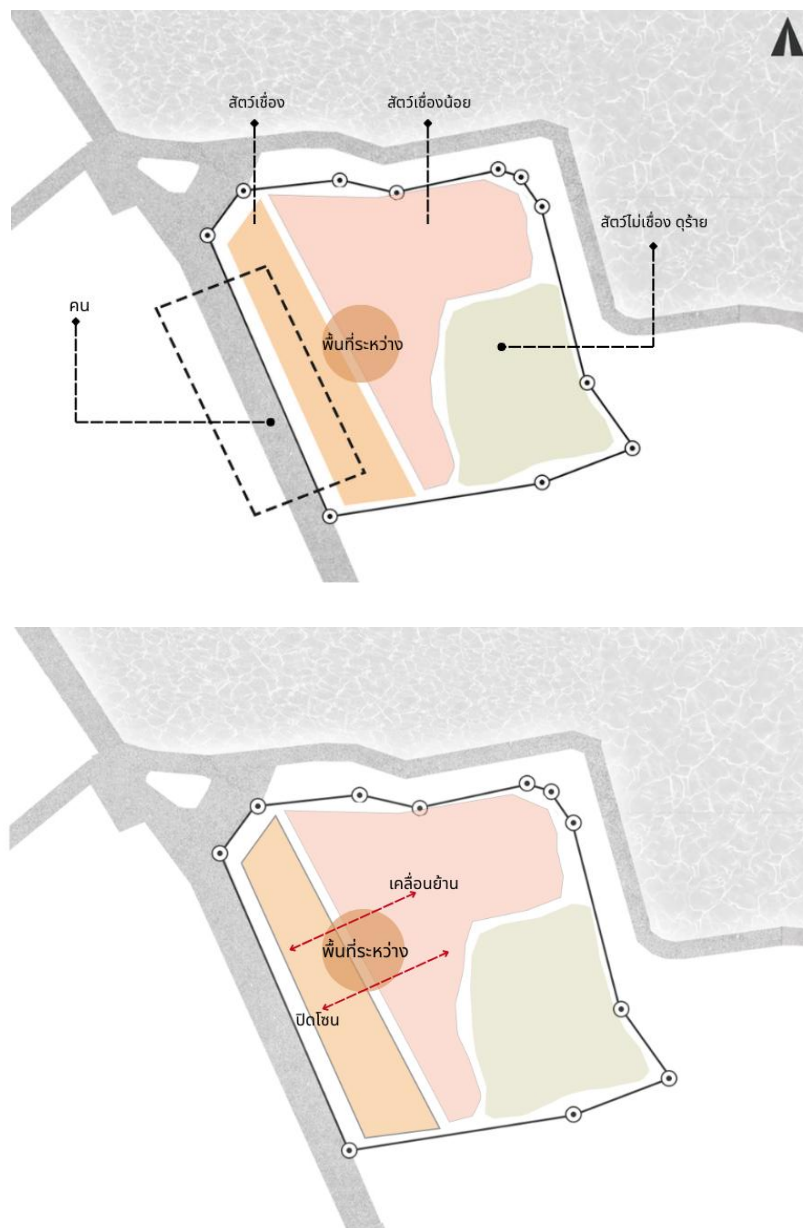 สัตว์เชื่อง
สัตว์เชื่องน้อย
สัตว์ไม่เชื่อง ดุร้าย
คน
พื้นที่ระหว่าง
เคลื่อนย้าน
พื้นที่ระหว่าง
ปิดโซน